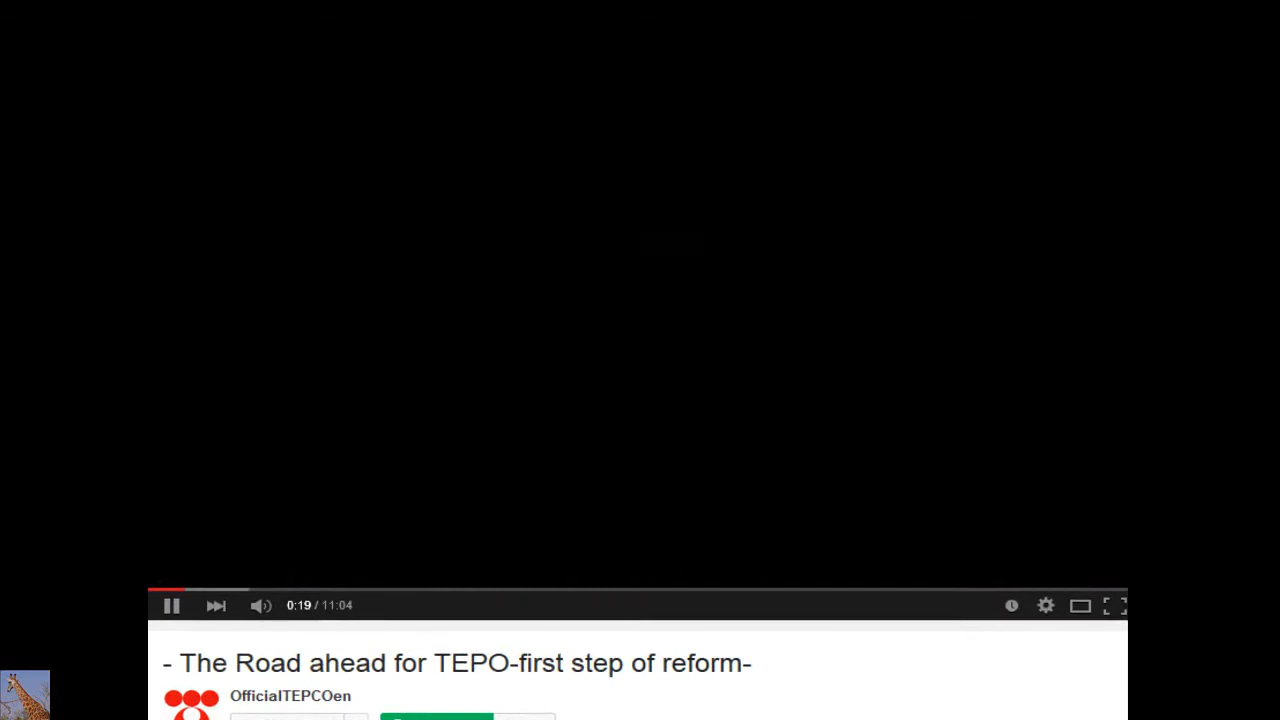 0:19 / 11:04
- The Road ahead for TEPO-first step of reform-
OfficialTEPCOen